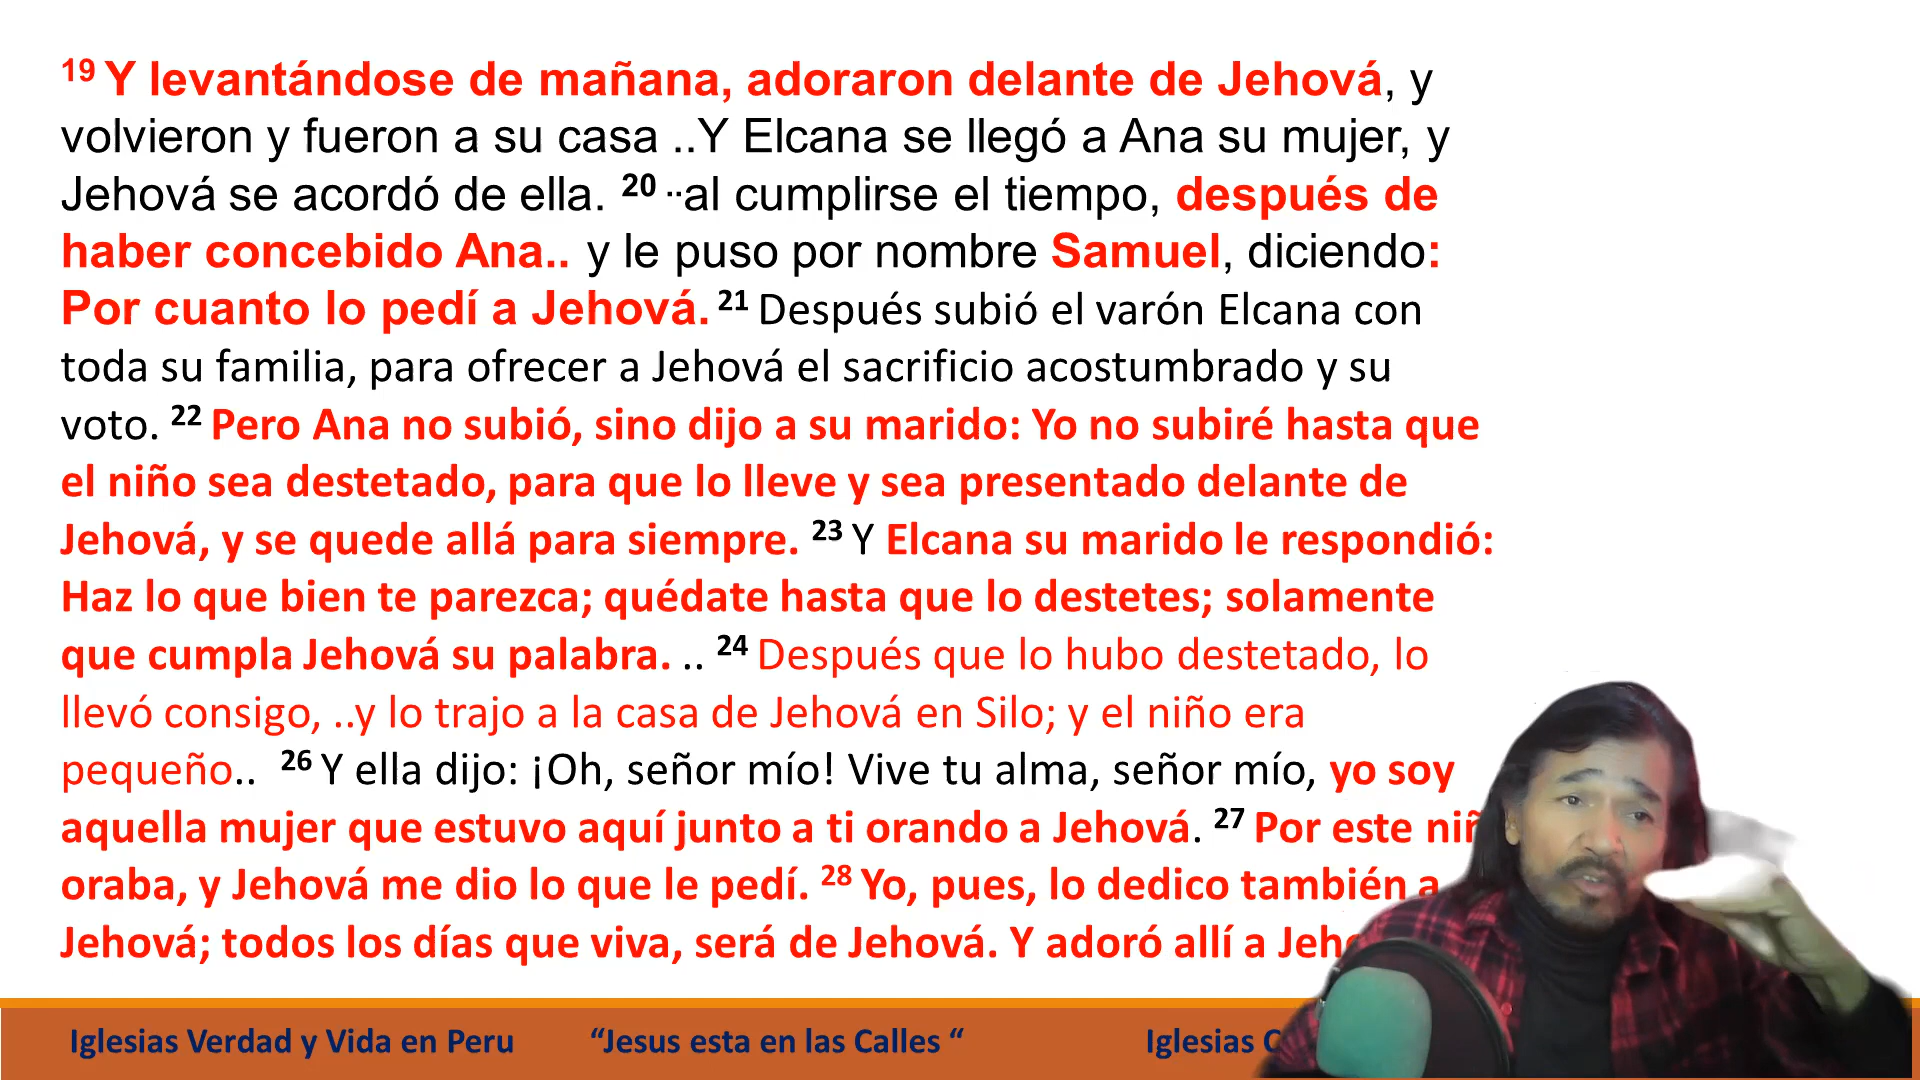 19 Y levantándose de mañana, adoraron delante de Jehová, y
volvieron y fueron a su casa ..Y Elcana se llegó a Ana su mujer, y
Jehová se acordó de ella. 20 ..al cumplirse el tiempo, después de
haber concebido Ana.. y le puso por nombre Samuel, diciendo:
Por cuanto lo pedí a Jehová. 21 Después subió el varón Elcana con
toda su familia, para ofrecer a Jehová el sacrificio acostumbrado y su
voto. 22 Pero Ana no subió, sino dijo a su marido: Yo no subiré hasta que
el niño sea destetado, para que lo lleve y sea presentado delante de
Jehová, y se quede allá para siempre. 23 Y Elcana su marido le respondió:
Haz lo que bien te parezca; quédate hasta que lo destetes; solamente
que cumpla Jehová su palabra. .. 24 Después que lo hubo destetado, lo
llevó consigo, ..y lo trajo a la casa de Jehová en Silo; y el niño era
pequeño.. 26 Y ella dijo: ¡Oh, señor mío! Vive tu alma, señor mío, yo soy
aquella mujer que estuvo aquí junto a ti orando a Jehová. 27 Por este
oraba, y Jehová me dio lo que le pedí. 28 Yo, pues, lo dedico también a
Jehová; todos los días que viva, será de Jehová. Y adoró allí a
Iglesias Verdad y Vida en Peru “Jesus esta en las Calles “ Iglesias